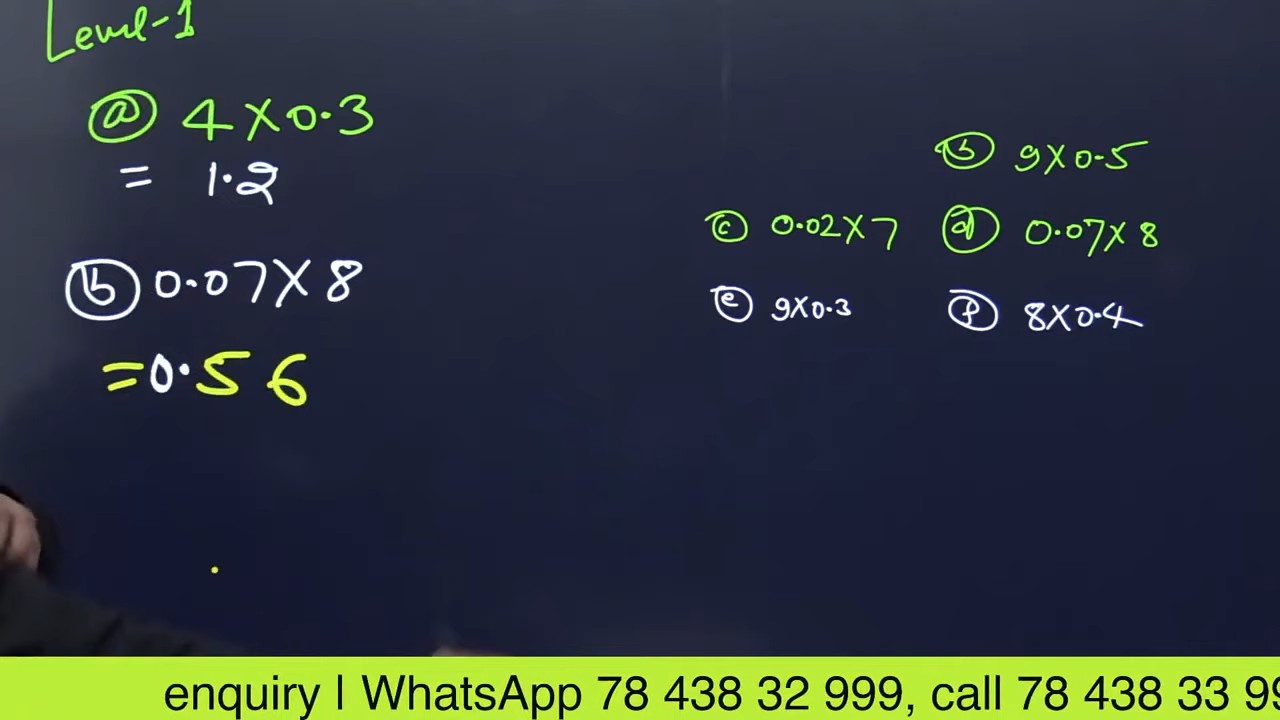 Level-1
ⓐ 4×0.3
= 1.2
ⓑ 0.07×8
=0.56
ⓑ 9×0.5
ⓒ 0.02×7 ⓓ 0.07×8
ⓔ 9×0.3 ⓕ 8×0.4
enquiry I WhatsApp 78 438 32 999, call 78 438 33 99